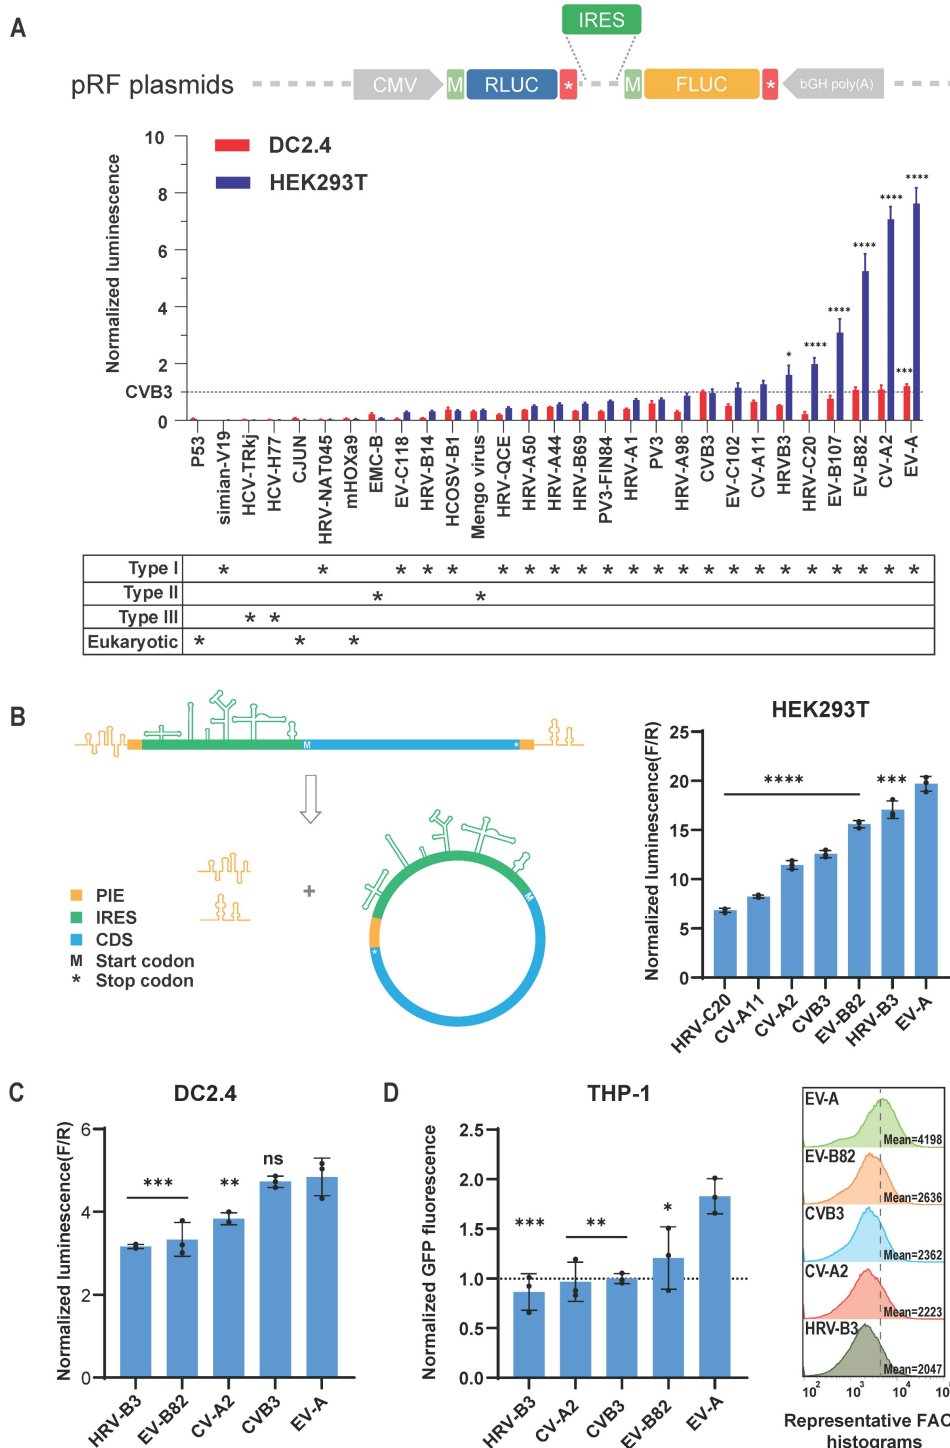 A
IRES
pRF plasmids
CMV
M
RLUC
*
M
FLUC
*
bGH poly(A)
DC2.4
HEK293T
Normalized luminescence
10
8
6
4
2
CVB3
0
*
****
****
****
****
***
****
P53
simian-V19
HCV-TRkj
HCV-H77
CJUN
HRV-NAT045
mHOXa9
EMC-B
EV-C118
HRV-B14
HCOSV-B1
Mengo virus
HRV-QCE
HRV-A50
HRV-A44
HRV-B69
PV3-FIN84
HRV-A1
PV3
HRV-A98
CVB3
EV-C102
CV-A11
HRVB3
HRV-C20
EV-B107
EV-B82
CV-A2
EV-A
Type I * * * * * * * * * * * * * * * * * * * * * *
Type II * *
Type III * *
Eukaryotic * * *
B
M
*
+
M
*
PIE
IRES
CDS
M Start codon
* Stop codon
HEK293T
Normalized luminescence(F/R)
25
20
15
10
5
0
****
***
HRV-C20
CV-A11
CV-A2
CVB3
EV-B82
HRV-B3
EV-A
C
DC2.4
Normalized luminescence(F/R)
6
4
2
0
***
**
ns
HRV-B3
EV-B82
CV-A2
CVB3
EV-A
D
THP-1
Normalized GFP fluorescence
2.5
2.0
1.5
1.0
0.5
0.0
***
**
*
HRV-B3
CV-A2
CVB3
EV-B82
EV-A
EV-A
Mean=4198
EV-B82
Mean=2636
CVB3
Mean=2362
CV-A2
Mean=2223
HRV-B3
Mean=2047
10² 10³ 10⁴ 10
Representative FAC
histograms